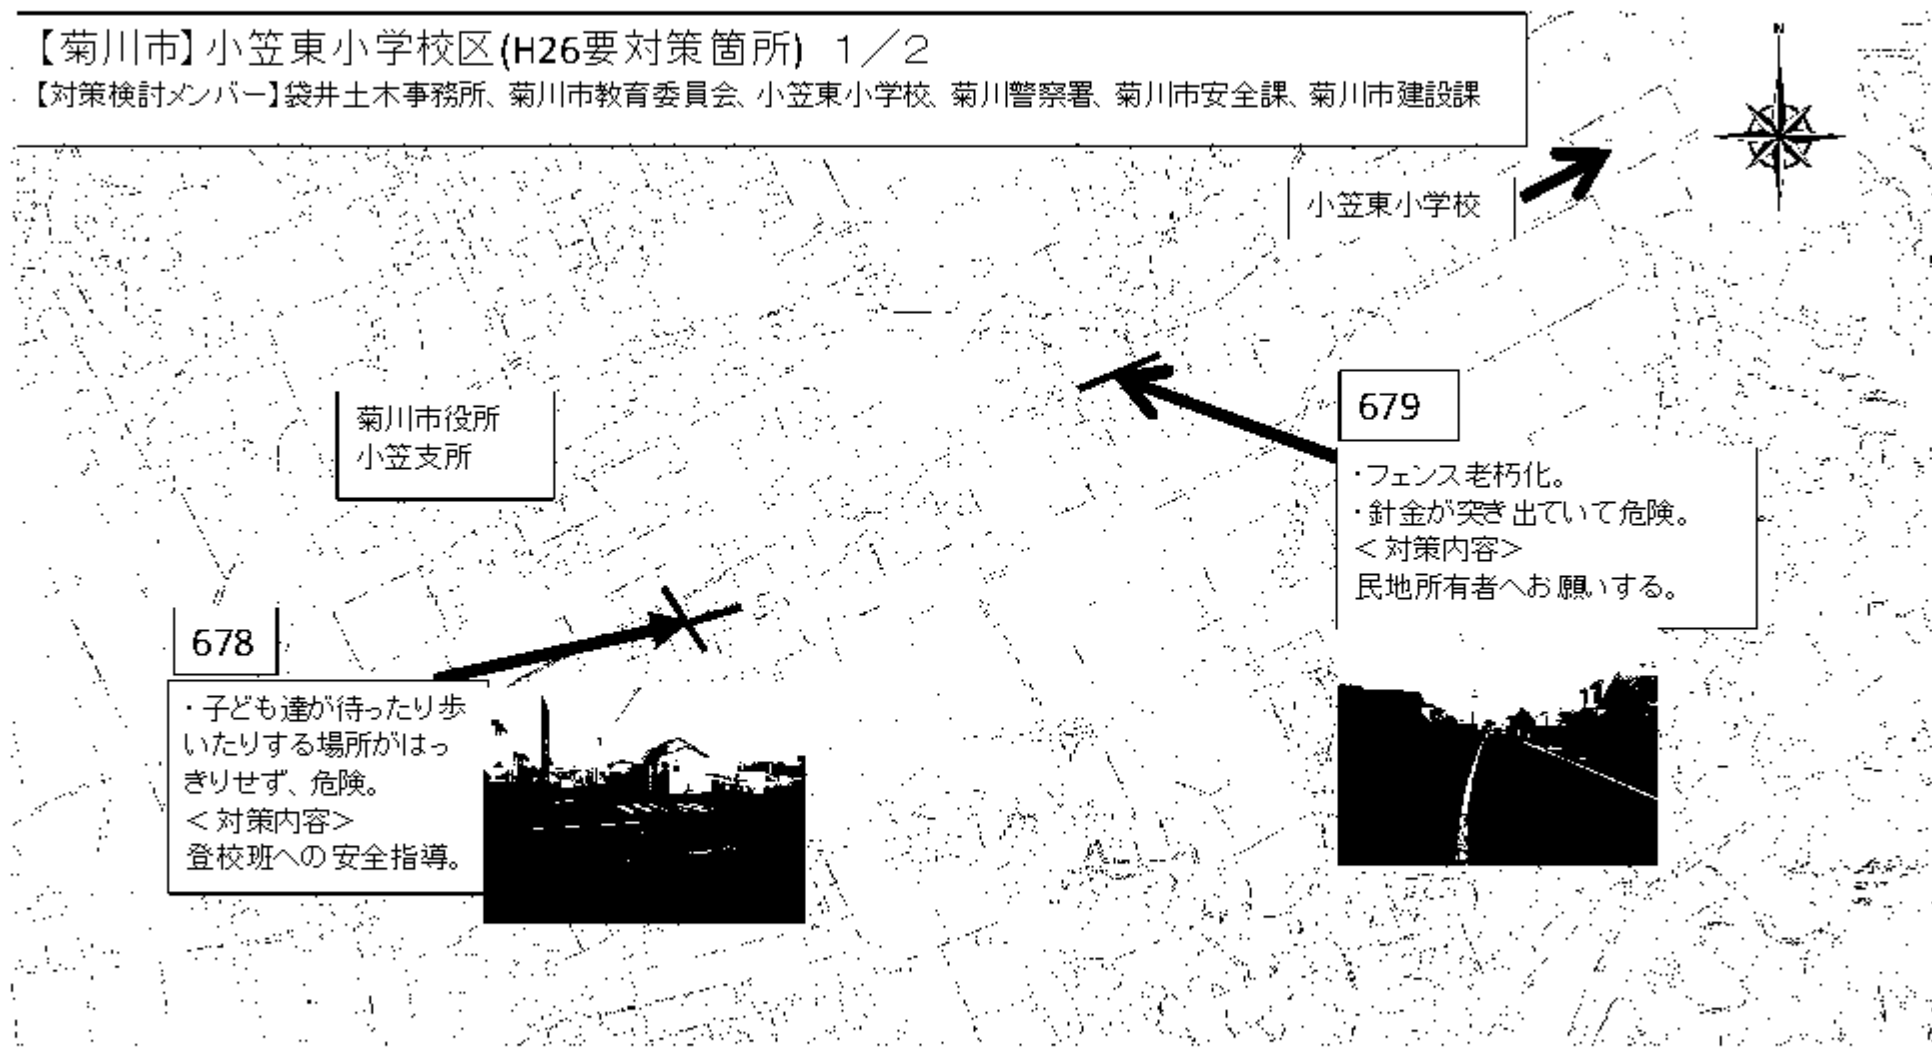 【菊川市】小笠東小学校区(H26要対策箇所) 1／2
【対策検討メンバー】袋井土木事務所、菊川市教育委員会、小笠東小学校、菊川警察署、菊川市安全課、菊川市建設課
N
小笠東小学校
679
・フェンス老朽化。
・針金が突き出ていて危険。
＜対策内容＞
民地所有者へお願いする。
菊川市役所
小笠支所
678
・子ども達が待ったり歩
いたりする場所がはっ
きりせず、危険。
＜対策内容＞
登校班への安全指導。